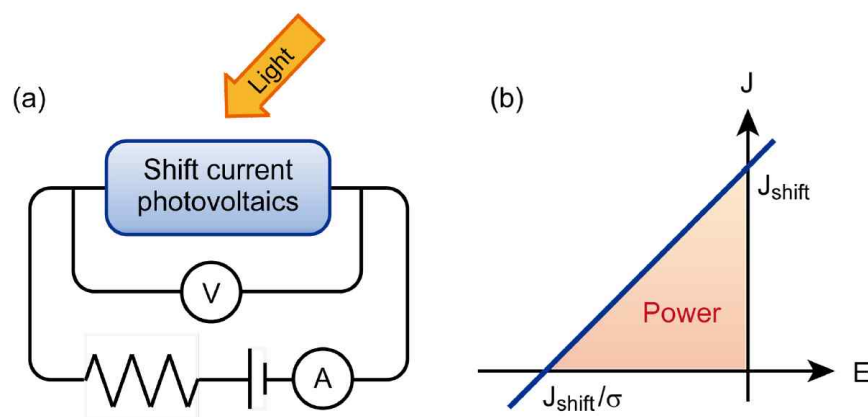 (a)
Light
Shift current
photovoltaics
V
A
(b)
J
J_shift
Power
E
J_shift/σ